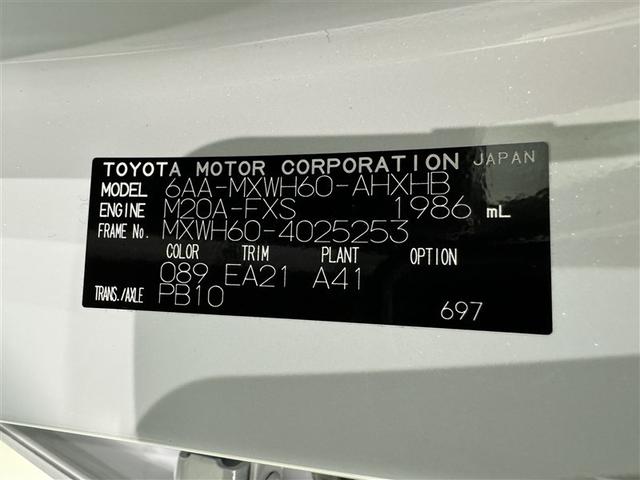 TOYOTA MOTOR CORPORATION JAPAN
MODEL 6AA-MXWH60-AHXHB
ENGINE M20A-FXS 1986 mL
FRAME No. MXWH60-4025253
COLOR TRIM PLANT OPTION
089 EA21 A41
TRANS./AXLE PB10
697